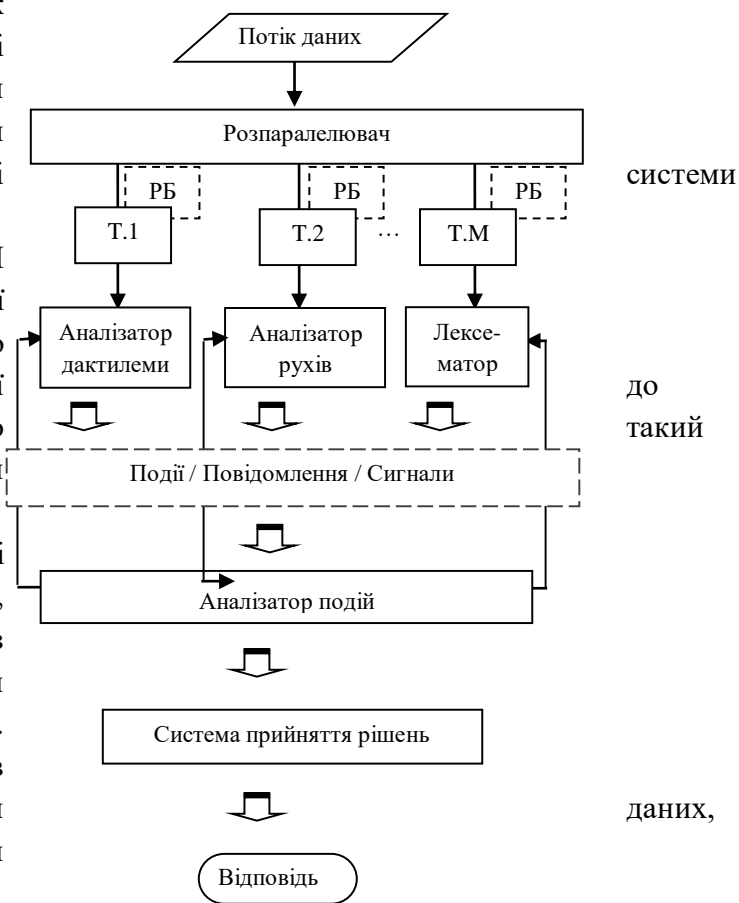 Потік даних
Розпаралелювач
РБ РБ РБ системи
Т.1 Т.2 … Т.М
Аналізатор
дактилеми
Аналізатор
рухів
Лексе-
матор
до
такий
Події / Повідомлення / Сигнали
Аналізатор подій
Система прийняття рішень
даних,
Відповідь